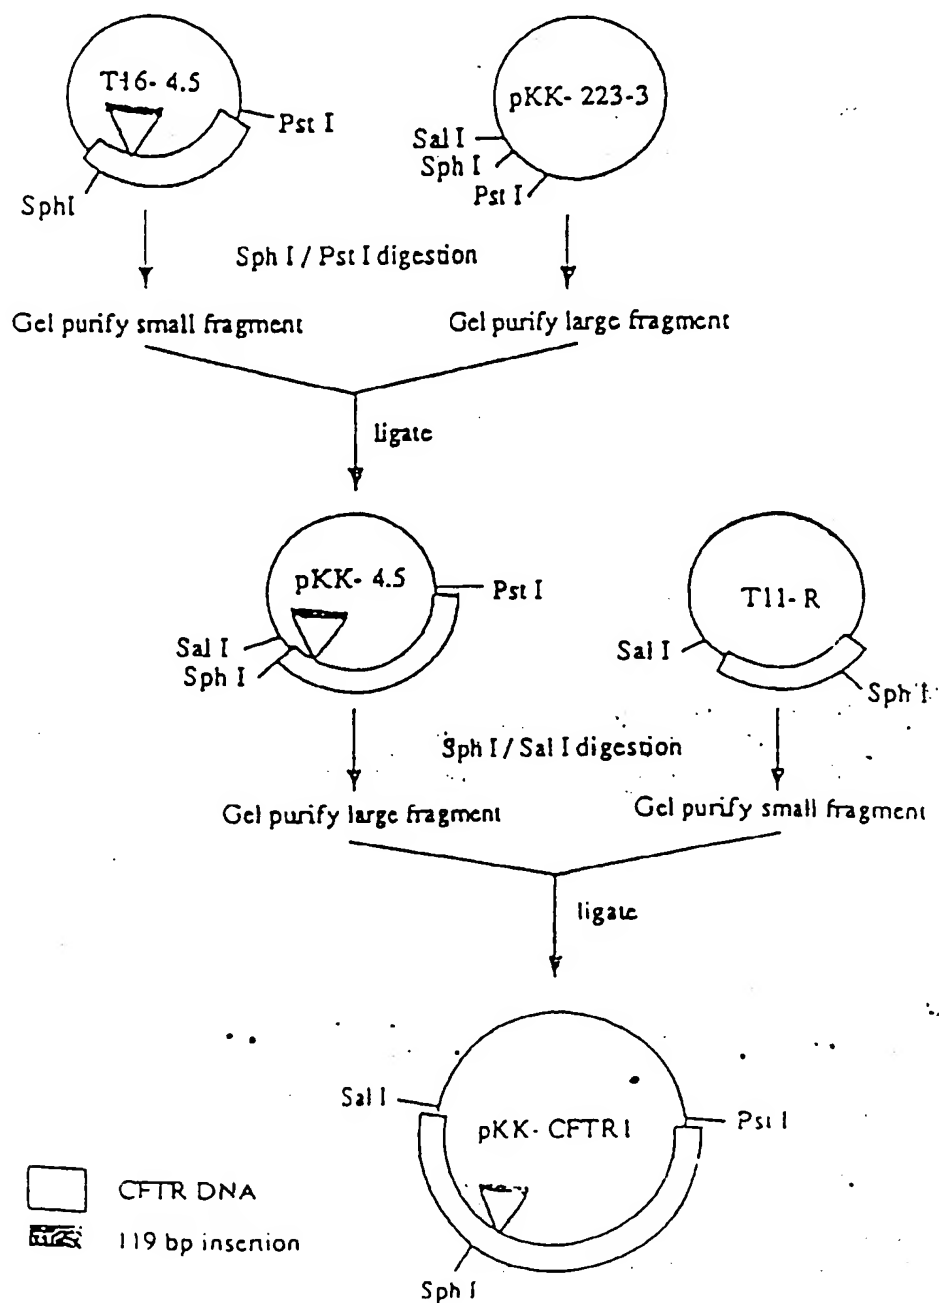 T16- 4.5
Pst I
SphI
pKK- 223-3
Sal I
Sph I
Pst I
Sph I / Pst I digestion
Gel purify small fragment
Gel purify large fragment
ligate
pKK- 4.5
Pst I
Sal I
Sph I
T11- R
Sal I
Sph I
Sph I / Sal I digestion
Gel purify large fragment
Gel purify small fragment
ligate
Sal I
pKK- CFTR1
Pst I
Sph I
CFTR DNA
119 bp insertion